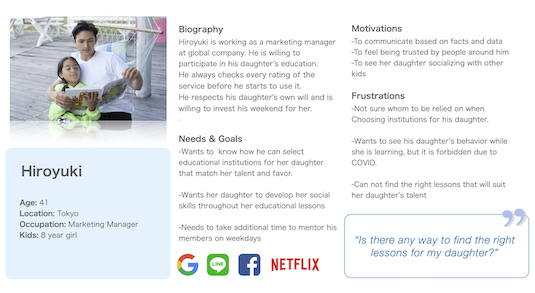 Hiroyuki
Age: 41
Location: Tokyo
Occupation: Marketing Manager
Kids: 8 year girl
Biography
Hiroyuki is working as a marketing manager
at global company. He is willing to
participate in his daughter's education.
He always checks every rating of the
service before he starts to use it.
He respects his daughter's own will and is
willing to invest his weekend for her.
.
Needs & Goals
-Wants to  know how he can select
educational institutions for her daughter
that match her talent and favor.
-Wants her daughter to develop her social
skills throughout her educational lessons
-Needs to take additional time to mentor his
members on weekdays
G
LINE
f
NETFLIX
Motivations
-To communicate based on facts and data
-To feel being trusted by people around him
-To see her daughter socializing with other
kids
Frustrations
-Not sure whom to be relied on when
Choosing institutions for his daughter.
-Wants to see his daughter's behavior while
she is learning, but it is forbidden due to
COVID.
-Can not find the right lessons that will suit
her daughter's talent
”
“Is there any way to find the right
lessons for my daughter?”